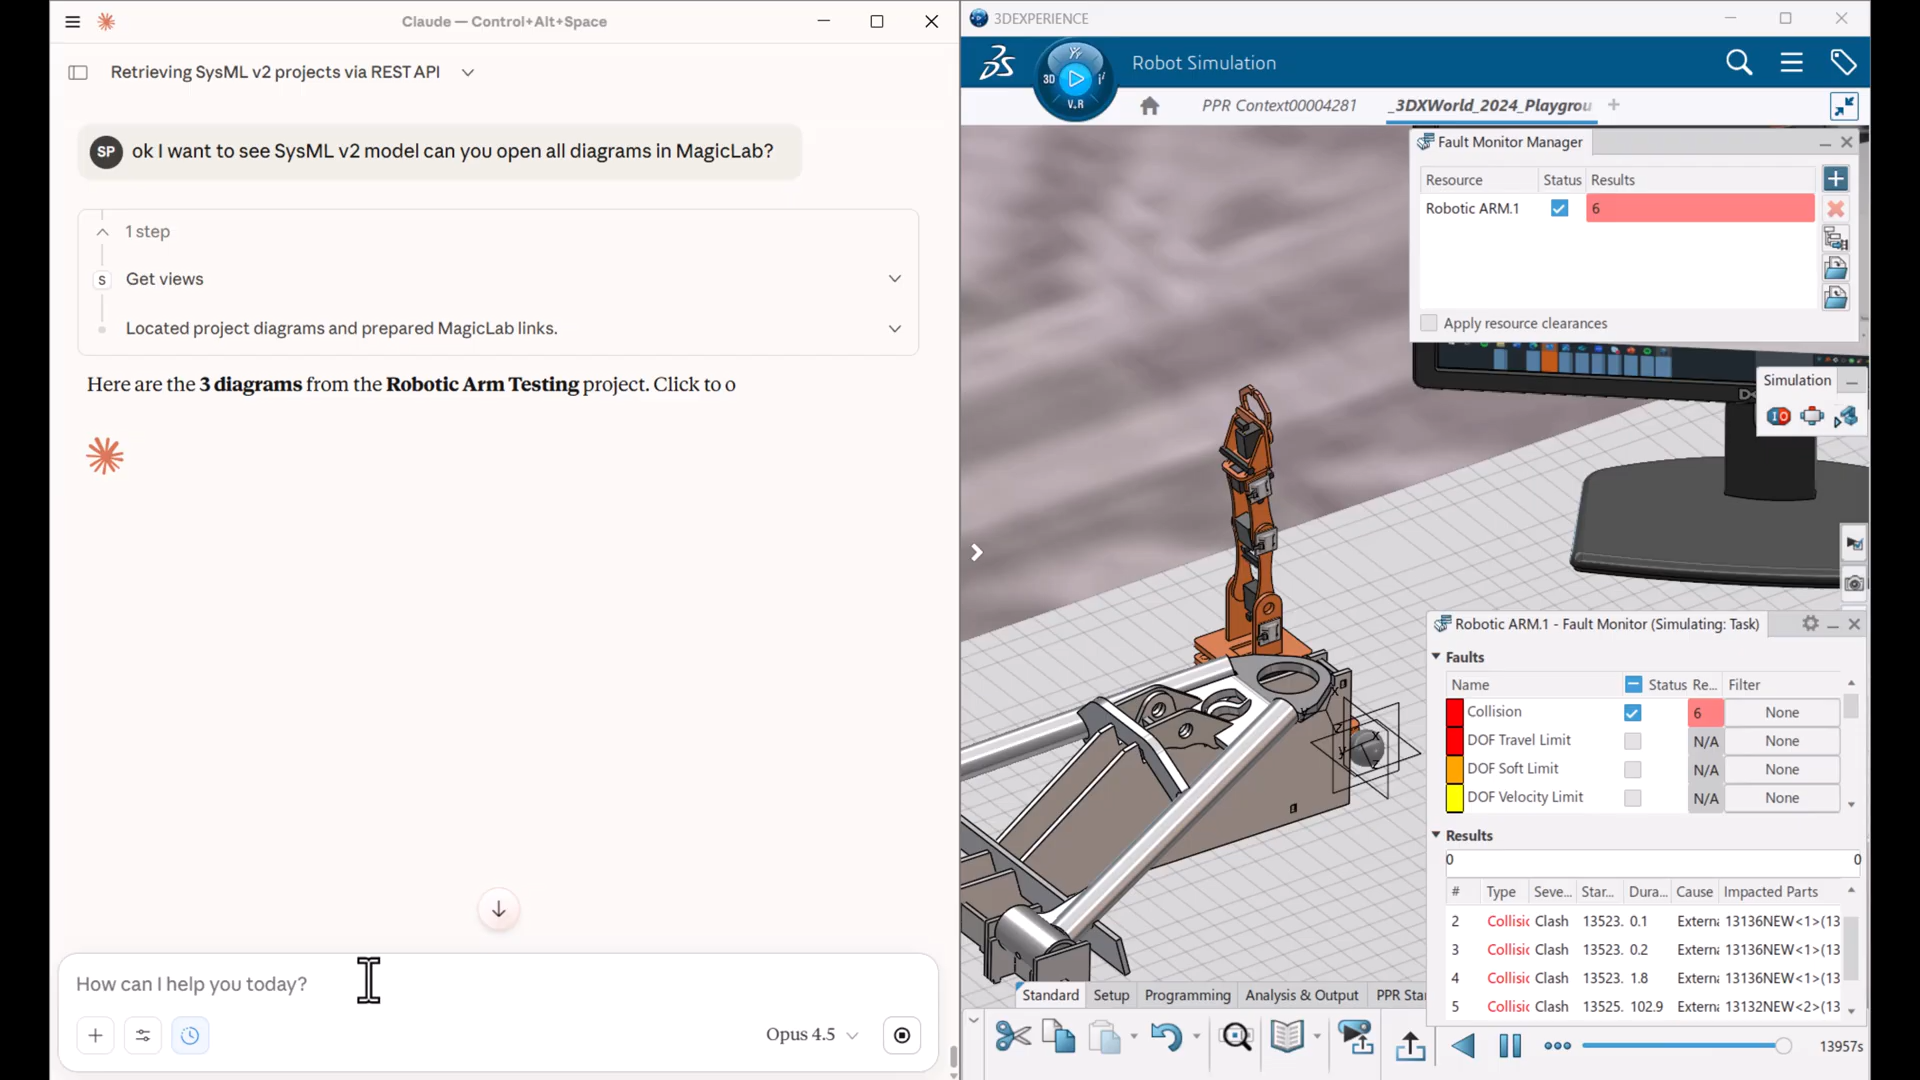 Claude — Control+Alt+Space
Retrieving SysML v2 projects via REST API
SP
ok I want to see SysML v2 model can you open all diagrams in MagicLab?
1 step
S
Get views
Located project diagrams and prepared MagicLab links.
Here are the 3 diagrams from the Robotic Arm Testing project. Click to o
How can I help you today?
Opus 4.5
3DEXPERIENCE
3D
V.R
Robot Simulation
PPR Context00004281
_3DXWorld_2024_Playgrou
Fault Monitor Manager
Resource Status Results
Robotic ARM.1 6
Apply resource clearances
Simulation
Robotic ARM.1 - Fault Monitor (Simulating: Task)
Faults
Name Status Re... Filter
Collision 6 None
DOF Travel Limit N/A None
DOF Soft Limit N/A None
DOF Velocity Limit N/A None
Results
0 0
# Type Seve... Star... Dura... Cause Impacted Parts
2 Collisic Clash 13523. 0.1 Externa 13136NEW<1>(13
3 Collisic Clash 13523. 0.2 Externa 13136NEW<1>(13
4 Collisic Clash 13523. 1.8 Externa 13136NEW<1>(13
5 Collisic Clash 13525. 102.9 Externa 13132NEW<2>(13
Standard Setup Programming Analysis & Output PPR Star
13957s